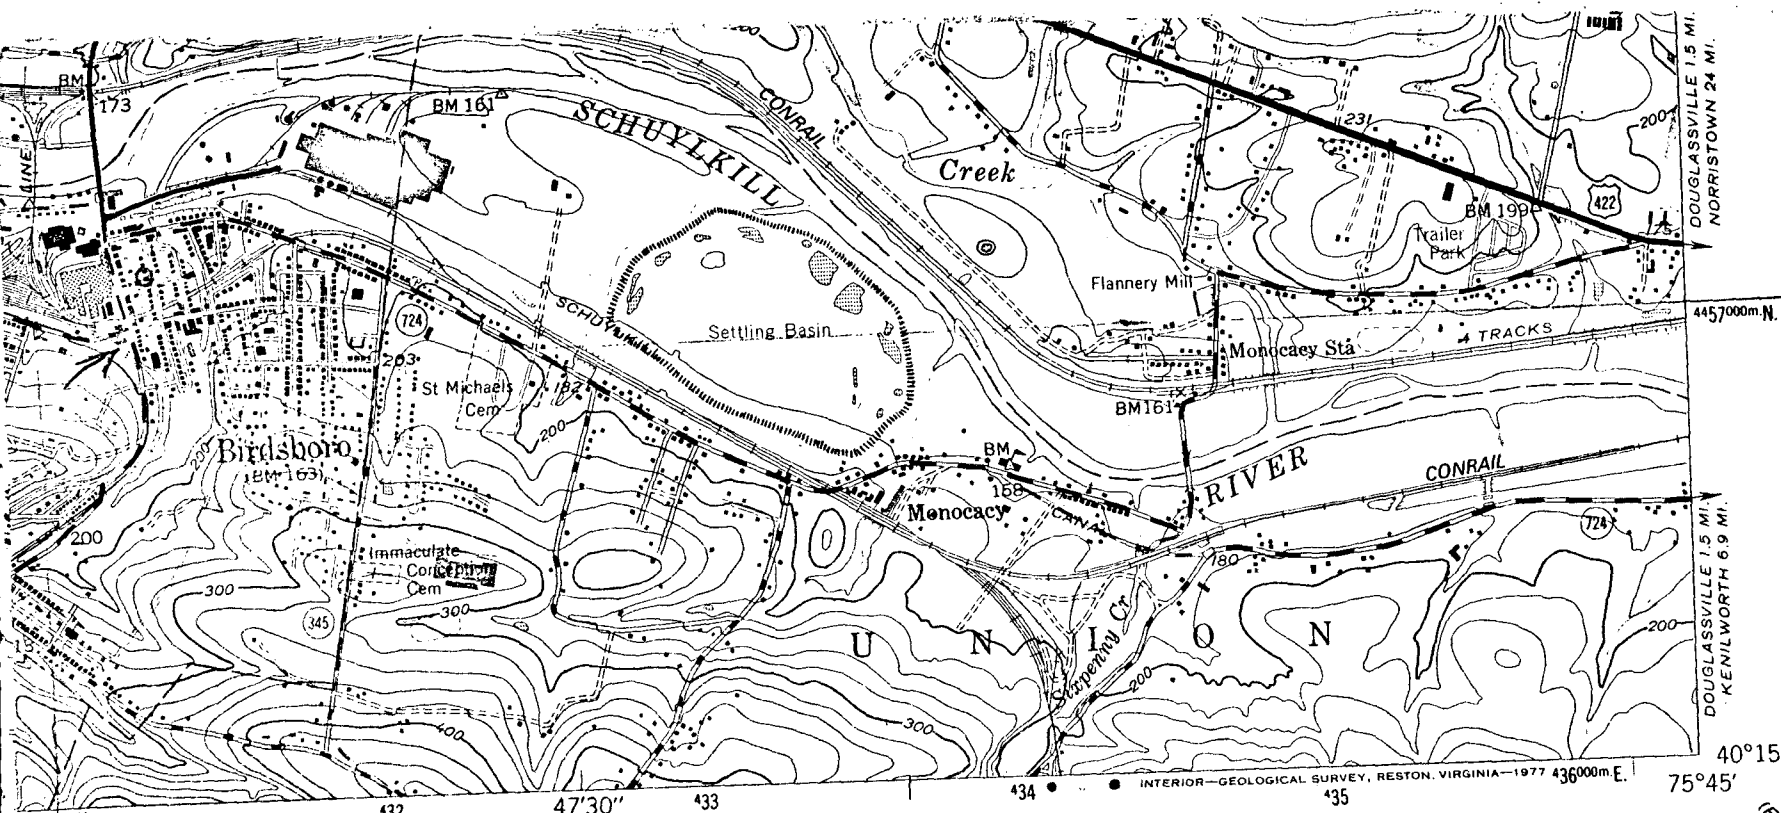 BM
173
LINE
BM 161
SCHUYLKILL
CONRAIL
Creek
231
200
422
BM 199
Trailer
Park
175
DOUGLASSVILLE 1.5 MI.
NORRISTOWN 24 MI.
Flannery Mill
4457000m.N.
724
Settling Basin
4 TRACKS
Monocacy Sta
203
St Michaels
Cem
182
BM 161
200
Birdsboro
(BM 163)
200
BM
158
RIVER
CONRAIL
Monocacy
CANAL
724
200
Immaculate
Conception
Cem
180
300
300
345
U N I O N
Sixpenny Cr
200
200
DOUGLASSVILLE 1.5 MI.
KENILWORTH 6.9 MI.
13
400
300
40°15'
INTERIOR—GEOLOGICAL SURVEY, RESTON, VIRGINIA—1977
436000m.E.
75°45'
432
47'30"
433
434
435